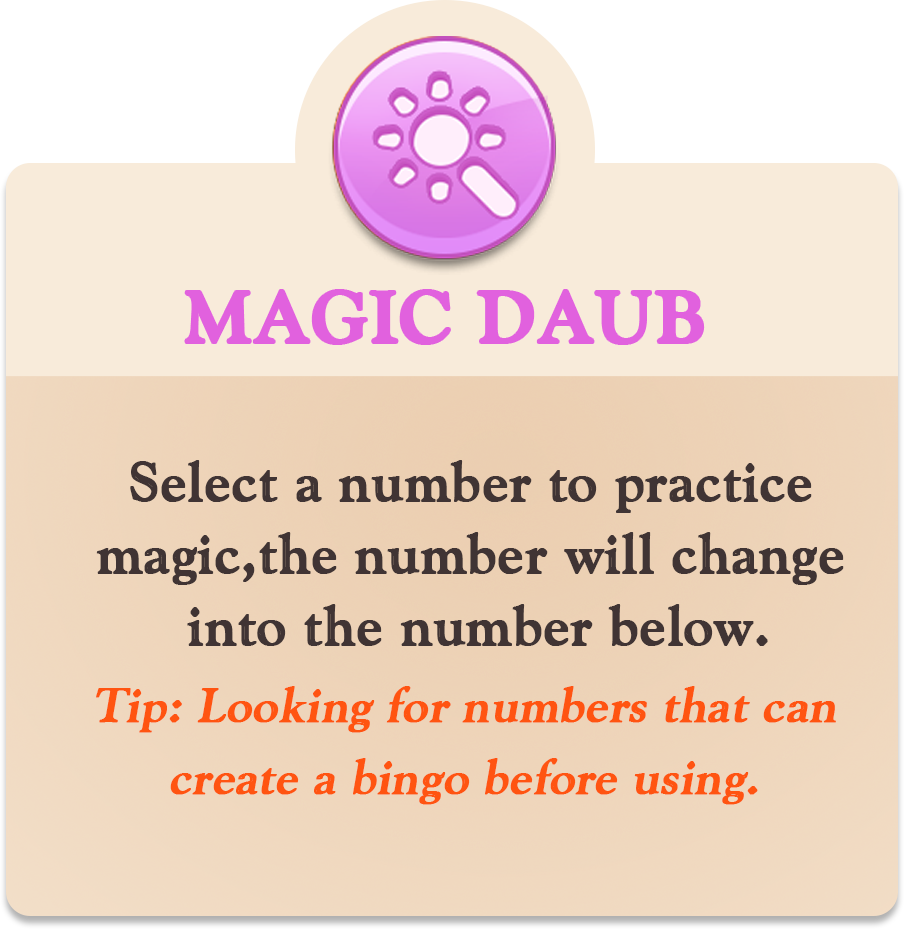 MAGIC DAUB
Select a number to practice
magic,the number will change
into the number below.
Tip: Looking for numbers that can
create a bingo before using.